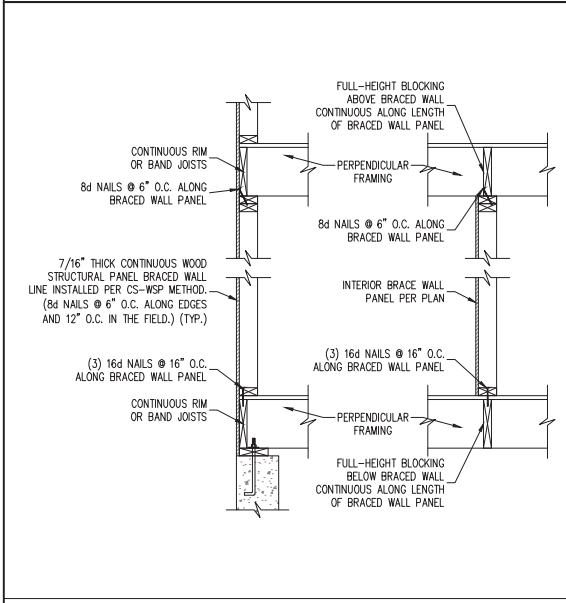 FULL-HEIGHT BLOCKING
ABOVE BRACED WALL
CONTINUOUS ALONG LENGTH
OF BRACED WALL PANEL
CONTINUOUS RIM
OR BAND JOISTS
PERPENDICULAR
FRAMING
8d NAILS @ 6" O.C. ALONG
BRACED WALL PANEL
8d NAILS @ 6" O.C. ALONG
BRACED WALL PANEL
7/16" THICK CONTINUOUS WOOD
STRUCTURAL PANEL BRACED WALL
LINE INSTALLED PER CS-WSP METHOD.
(8d NAILS @ 6" O.C. ALONG EDGES
AND 12" O.C. IN THE FIELD.) (TYP.)
INTERIOR BRACE WALL
PANEL PER PLAN
(3) 16d NAILS @ 16" O.C.
ALONG BRACED WALL PANEL
(3) 16d NAILS @ 16" O.C.
ALONG BRACED WALL PANEL
CONTINUOUS RIM
OR BAND JOISTS
PERPENDICULAR
FRAMING
FULL-HEIGHT BLOCKING
BELOW BRACED WALL
CONTINUOUS ALONG LENGTH
OF BRACED WALL PANEL